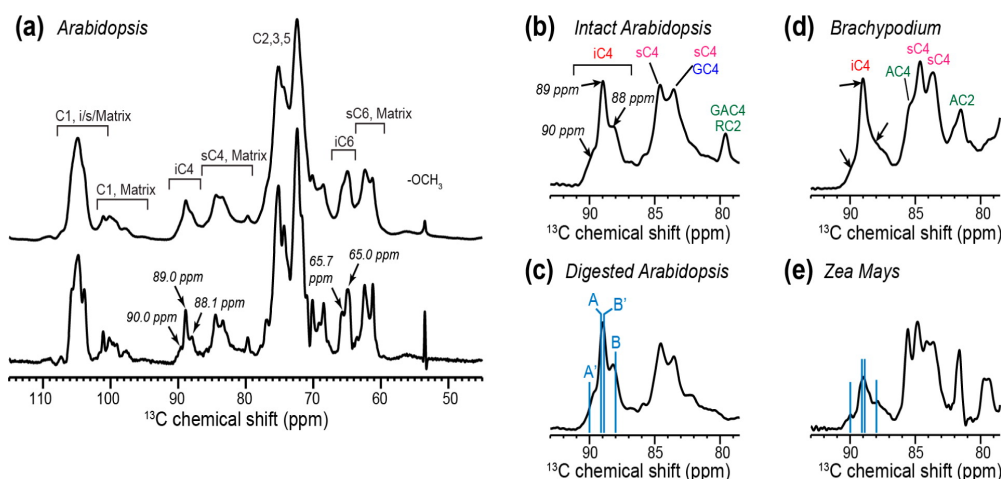 (a) Arabidopsis
C2,3,5
C1, i/s/Matrix
C1, Matrix
iC4
sC4, Matrix
iC6
sC6, Matrix
-OCH3
90.0 ppm
89.0 ppm
88.1 ppm
65.7 ppm
65.0 ppm
110 100 90 80 70 60 50
13C chemical shift (ppm)
(b) Intact Arabidopsis
iC4
sC4
sC4
GC4
89 ppm
88 ppm
90 ppm
GAC4
RC2
90 85 80
13C chemical shift (ppm)
(c) Digested Arabidopsis
A
B'
B
A'
90 85 80
13C chemical shift (ppm)
(d) Brachypodium
sC4
sC4
iC4
AC4
AC2
90 85 80
13C chemical shift (ppm)
(e) Zea Mays
90 85 80
13C chemical shift (ppm)